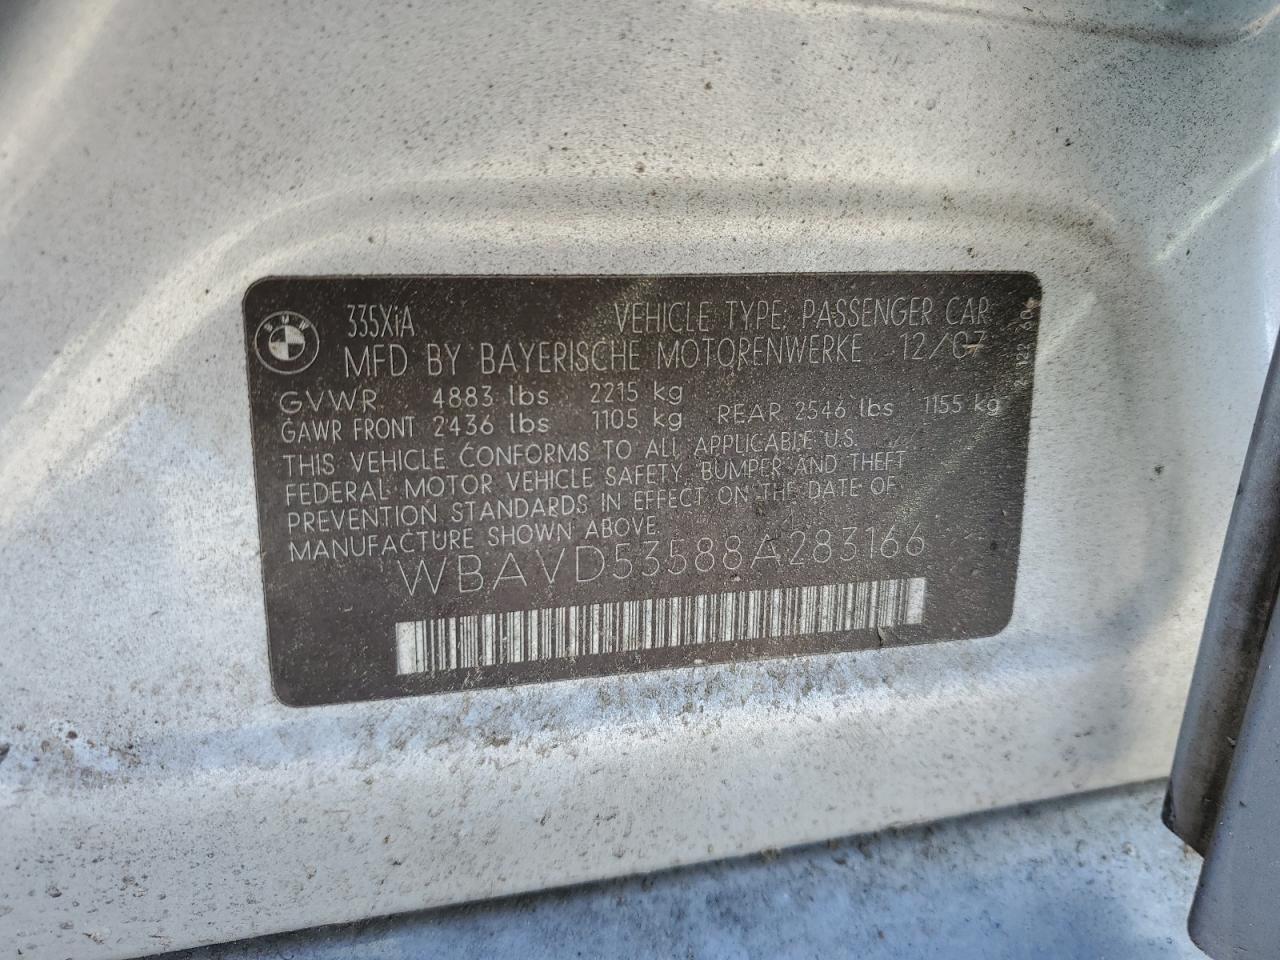 BMW
335XiA VEHICLE TYPE: PASSENGER CAR
MFD BY BAYERISCHE MOTORENWERKE 12/07
GVWR 4883 lbs 2215 kg
GAWR FRONT 2436 lbs 1105 kg REAR 2546 lbs 1155 kg
THIS VEHICLE CONFORMS TO ALL APPLICABLE U.S.
FEDERAL MOTOR VEHICLE SAFETY, BUMPER AND THEFT
PREVENTION STANDARDS IN EFFECT ON THE DATE OF
MANUFACTURE SHOWN ABOVE.
WBAVD53588A283166